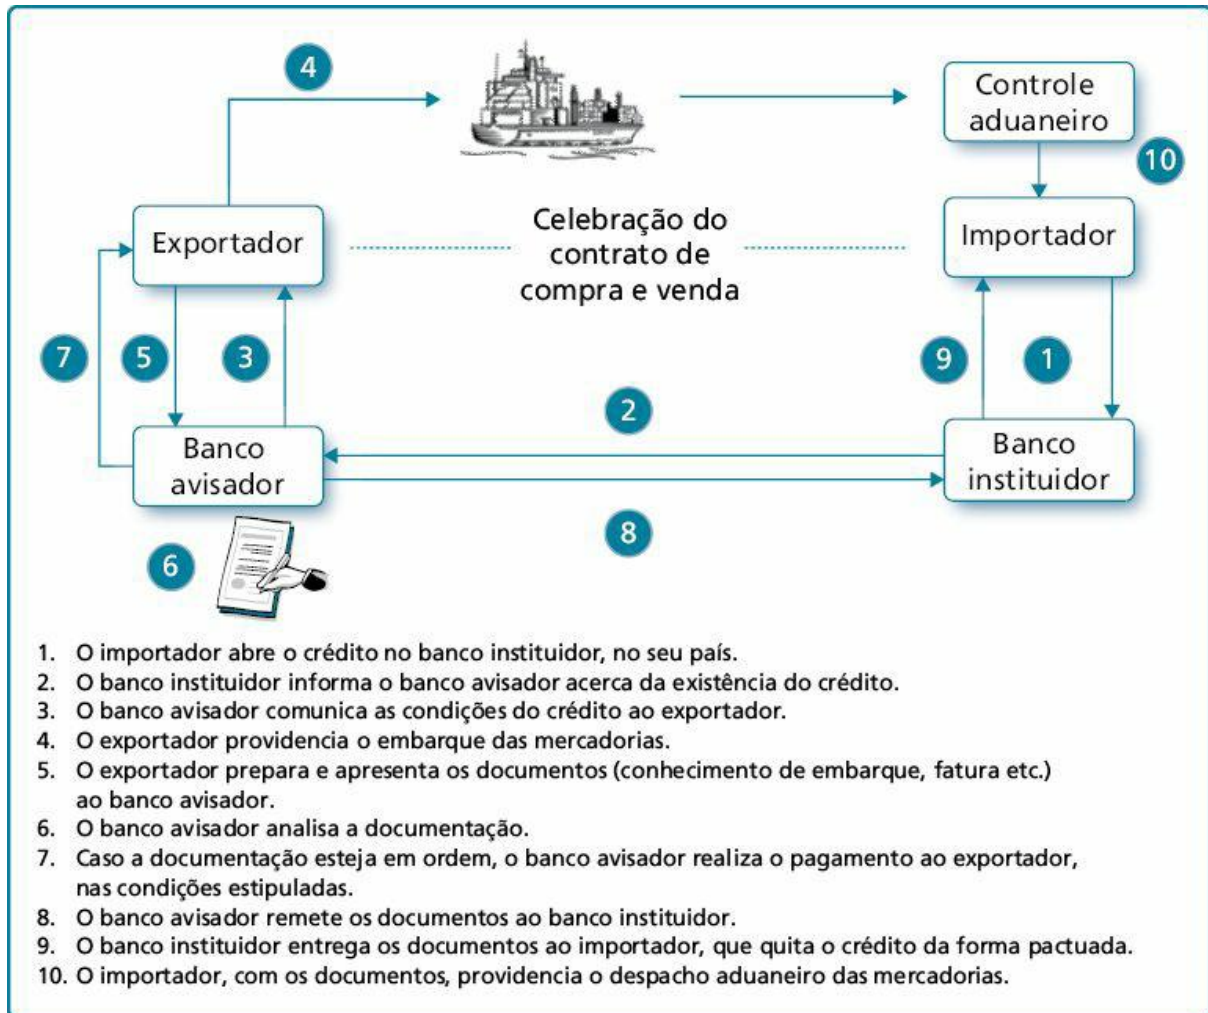 4
Controle
aduaneiro
10
Exportador
Celebração do
contrato de
compra e venda
Importador
7
5
3
9
1
2
Banco
avisador
Banco
instituidor
8
6
1. O importador abre o crédito no banco instituidor, no seu país.
2. O banco instituidor informa o banco avisador acerca da existência do crédito.
3. O banco avisador comunica as condições do crédito ao exportador.
4. O exportador providencia o embarque das mercadorias.
5. O exportador prepara e apresenta os documentos (conhecimento de embarque, fatura etc.)
ao banco avisador.
6. O banco avisador analisa a documentação.
7. Caso a documentação esteja em ordem, o banco avisador realiza o pagamento ao exportador,
nas condições estipuladas.
8. O banco avisador remete os documentos ao banco instituidor.
9. O banco instituidor entrega os documentos ao importador, que quita o crédito da forma pactuada.
10. O importador, com os documentos, providencia o despacho aduaneiro das mercadorias.